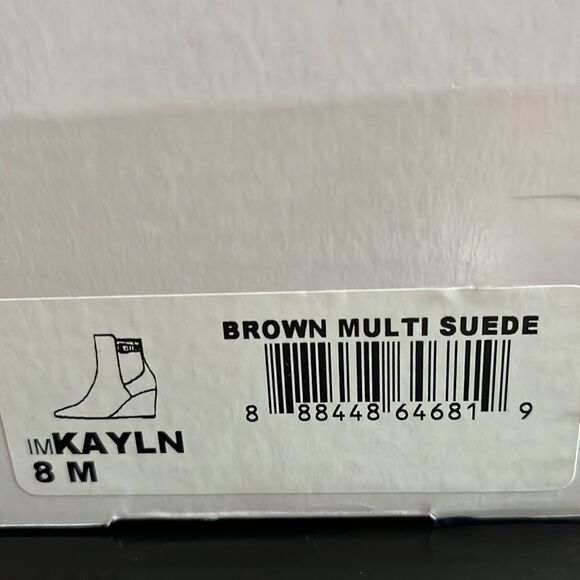 BROWN MULTI SUEDE
8 88448 64681 9
IMKAYLN
8 M